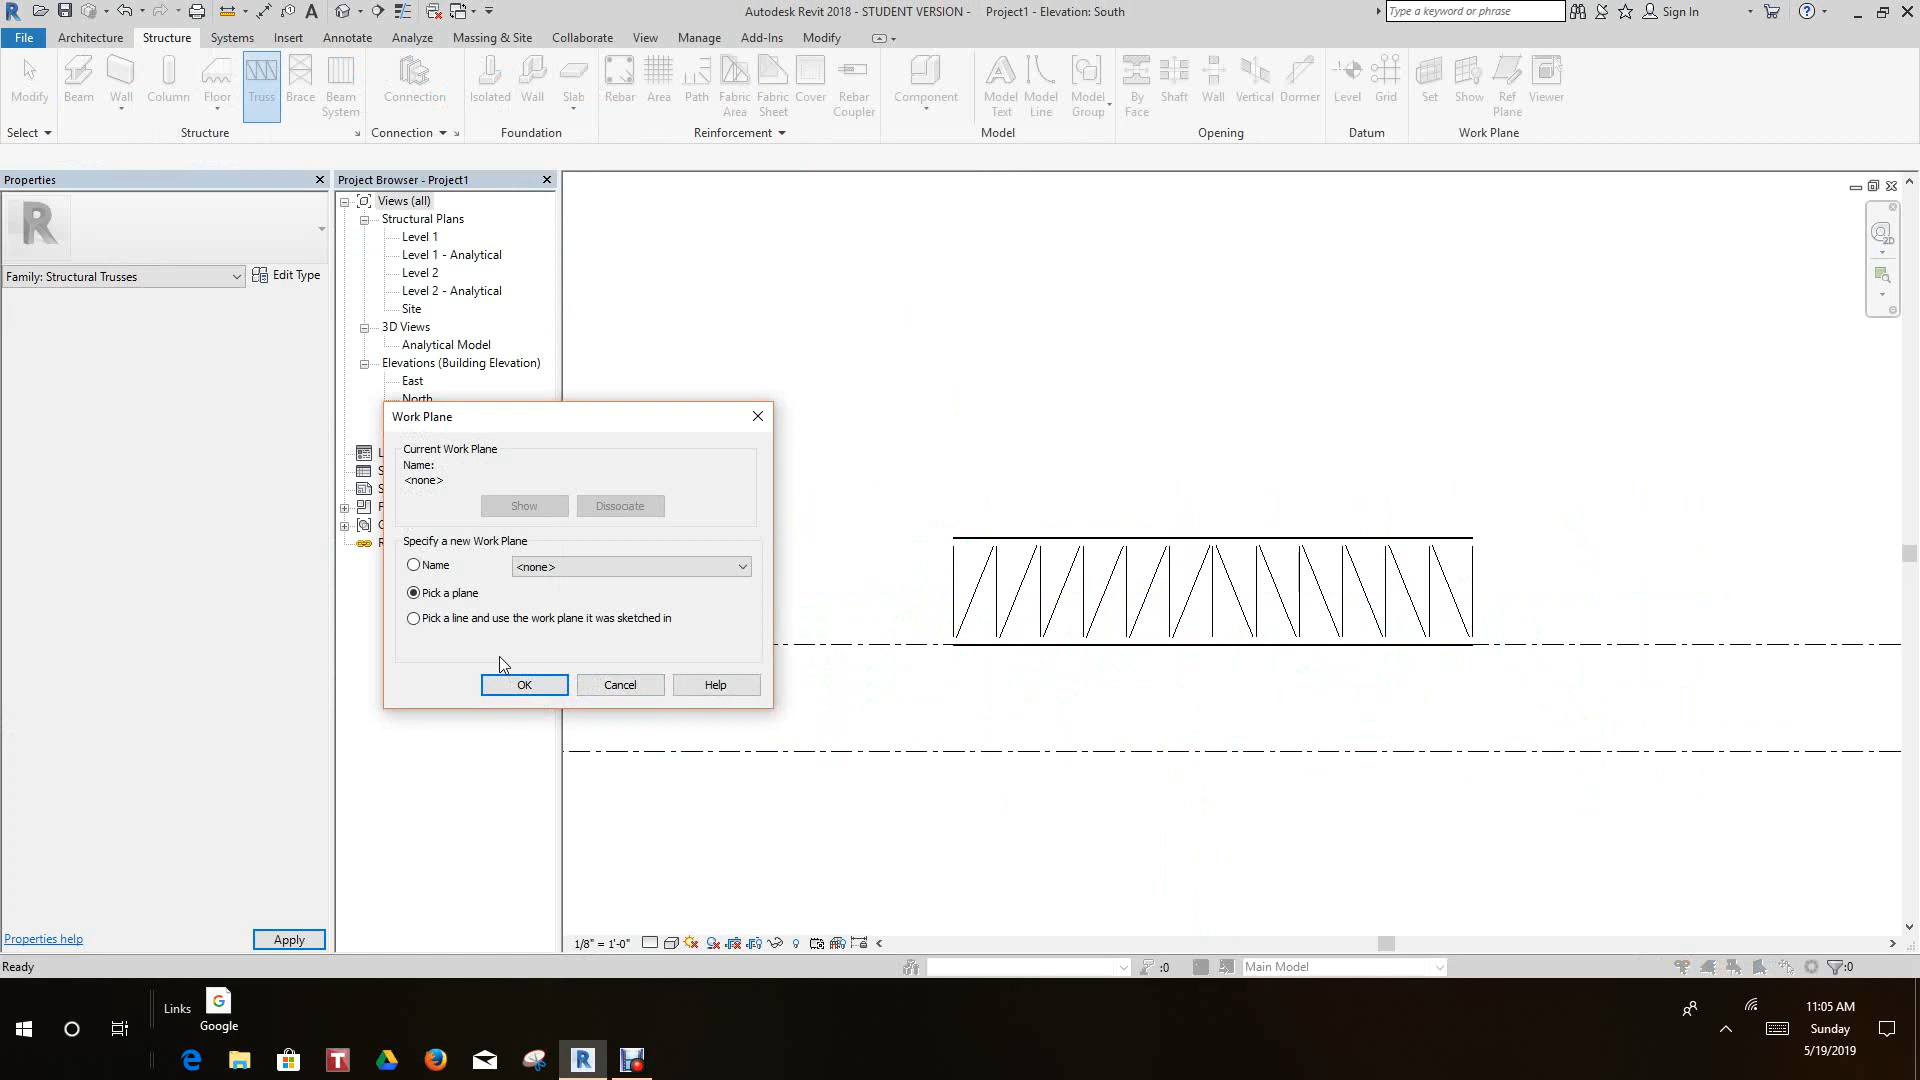 Autodesk Revit 2018 - STUDENT VERSION - Project1 - Elevation: South
Type a keyword or phrase
Sign In
File Architecture Structure Systems Insert Annotate Analyze Massing & Site Collaborate View Manage Add-Ins Modify
Modify Beam Wall Column Floor Truss Brace Beam System Connection Isolated Wall Slab Rebar Area Path Fabric Area Fabric Sheet Cover Rebar Coupler Component Model Text Model Line Model Group By Face Shaft Wall Vertical Dormer Level Grid Set Show Ref Plane Viewer
Select Structure Connection Foundation Reinforcement Model Opening Datum Work Plane
Properties
R
Family: Structural Trusses
Edit Type
Properties help
Apply
Project Browser - Project1
Views (all)
Structural Plans
Level 1
Level 1 - Analytical
Level 2
Level 2 - Analytical
Site
3D Views
Analytical Model
Elevations (Building Elevation)
East
North
Work Plane
Current Work Plane
Name:
<none>
Show Dissociate
Specify a new Work Plane
Name <none>
Pick a plane
Pick a line and use the work plane it was sketched in
OK Cancel Help
2D
1/8" = 1'-0"
Ready
:0
Main Model
:0
Links
Google
11:05 AM
Sunday
5/19/2019